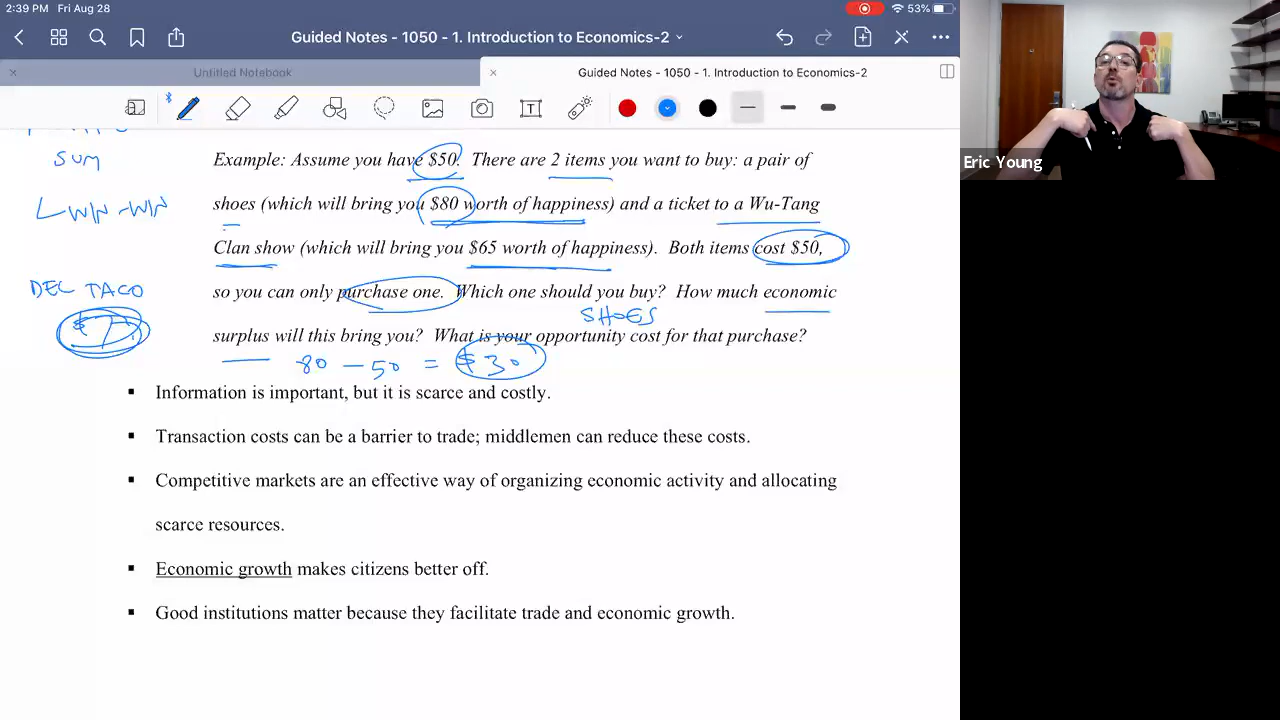 2:39 PM Fri Aug 28
53%
Guided Notes - 1050 - 1. Introduction to Economics-2
Untitled Notebook
Guided Notes - 1050 - 1. Introduction to Economics-2
Eric Young
SUM
WIN-WIN
DEL TACO
$7
Example: Assume you have $50. There are 2 items you want to buy: a pair of
shoes (which will bring you $80 worth of happiness) and a ticket to a Wu-Tang
Clan show (which will bring you $65 worth of happiness). Both items cost $50,
so you can only purchase one. Which one should you buy? How much economic
SHOES
surplus will this bring you? What is your opportunity cost for that purchase?
80 - 50 = $30
▪ Information is important, but it is scarce and costly.
▪ Transaction costs can be a barrier to trade; middlemen can reduce these costs.
▪ Competitive markets are an effective way of organizing economic activity and allocating
scarce resources.
▪ Economic growth makes citizens better off.
▪ Good institutions matter because they facilitate trade and economic growth.